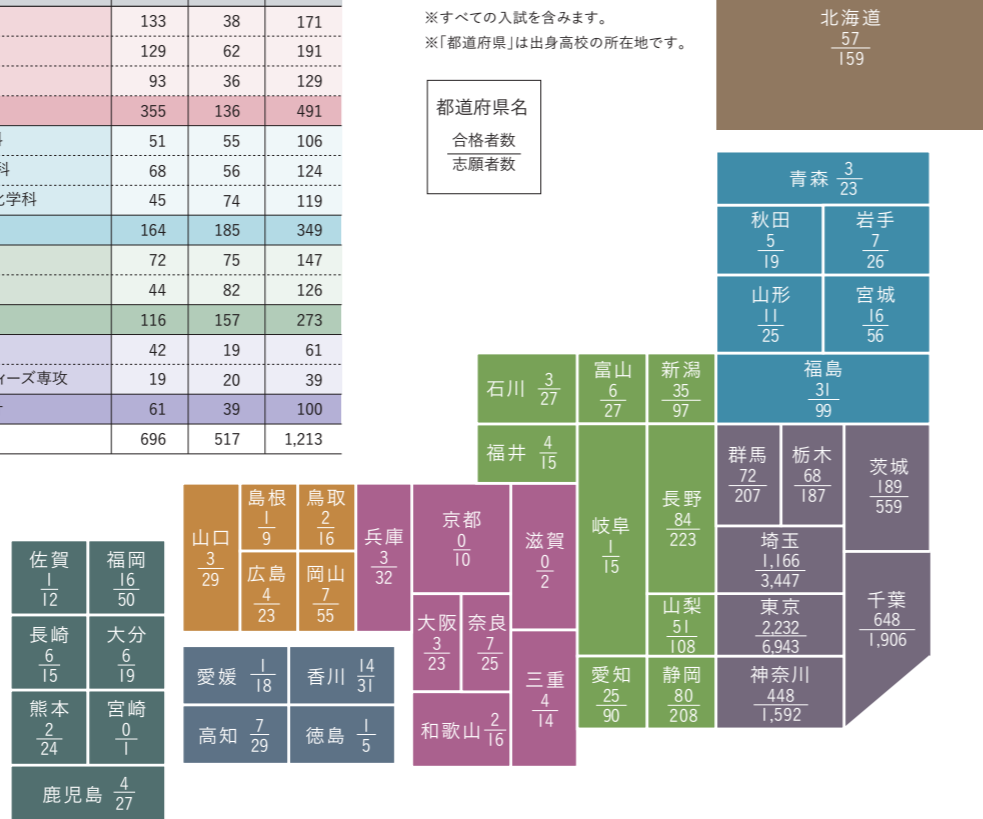 133 38 171
129 62 191
93 36 129
355 136 491
51 55 106
科 68 56 124
化学科 45 74 119
164 185 349
72 75 147
44 82 126
116 157 273
42 19 61
ィーズ専攻 19 20 39
61 39 100
696 517 1,213
※すべての入試を含みます。
※「都道府県」は出身高校の所在地です。
都道府県名
合格者数
志願者数
北海道
57
159
青森 3
23
秋田
5
19
岩手
7
26
山形
11
25
宮城
16
56
福島
31
99
石川 3
27
富山
6
27
新潟
35
97
福井 4
15
岐阜
1
15
長野
84
223
山梨
51
108
愛知
25
90
静岡
80
208
群馬
72
207
栃木
68
187
茨城
189
559
埼玉
1,166
3,447
東京
2,232
6,943
神奈川
448
1,592
千葉
648
1,906
兵庫
3
32
京都
0
10
滋賀
0
2
大阪
3
23
奈良
7
25
三重
4
14
和歌山 2
16
山口
3
29
島根
1
9
鳥取
2
16
広島
4
23
岡山
7
55
愛媛 1
18
香川 14
31
高知 7
29
徳島 1
5
佐賀
1
12
福岡
16
50
長崎
6
15
大分
6
19
熊本
2
24
宮崎
0
1
鹿児島 4
27